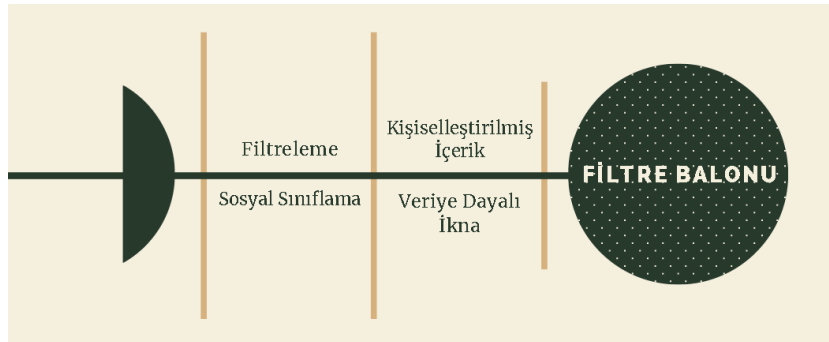 Filtreleme
Sosyal Sınıflama
Kişiselleştirilmiş
İçerik
Veriye Dayalı
İkna
FİLTRE BALONU